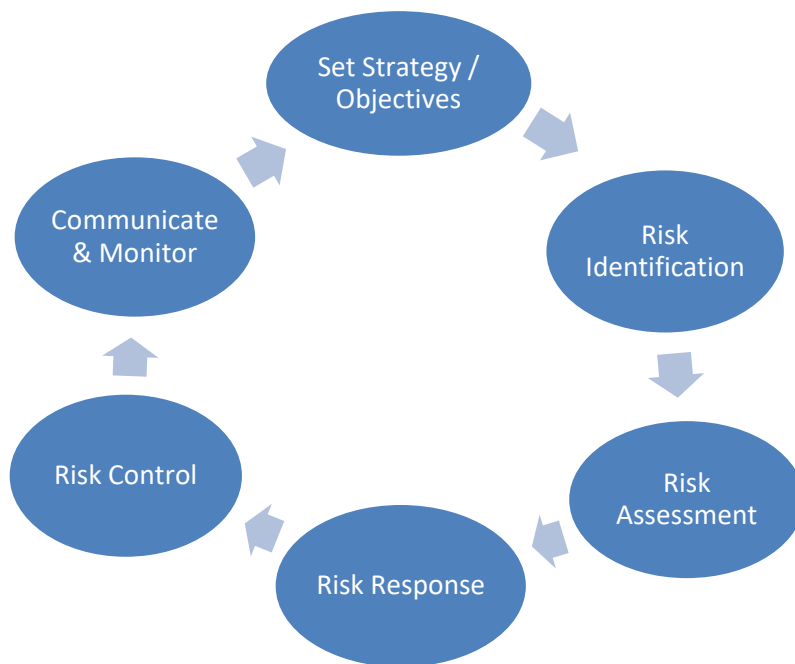 Set Strategy /
Objectives
Risk
Identification
Risk
Assessment
Risk Response
Risk Control
Communicate
& Monitor